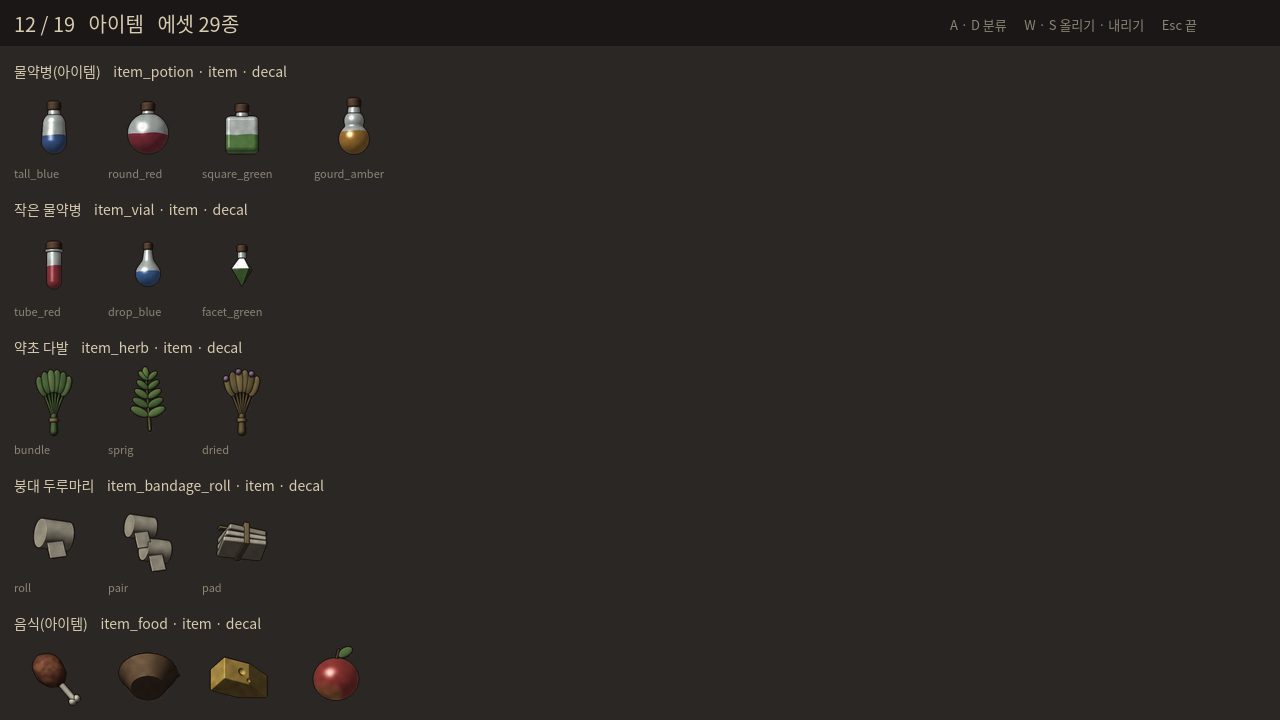 12 / 19 아이템 에셋 29종
A · D 분류 W · S 올리기 · 내리기 Esc 끝
물약병(아이템) item_potion · item · decal
tall_blue round_red square_green gourd_amber
작은 물약병 item_vial · item · decal
tube_red drop_blue facet_green
약초 다발 item_herb · item · decal
bundle sprig dried
붕대 두루마리 item_bandage_roll · item · decal
roll pair pad
음식(아이템) item_food · item · decal